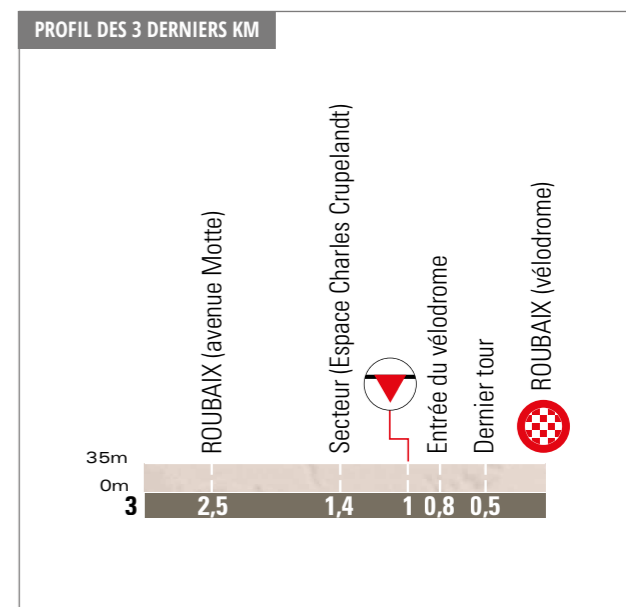 PROFIL DES 3 DERNIERS KM
ROUBAIX (avenue Motte)
Secteur (Espace Charles Crupelandt)
Entrée du vélodrome
Dernier tour
ROUBAIX (vélodrome)
35m
0m
3 2,5 1,4 1 0,8 0,5